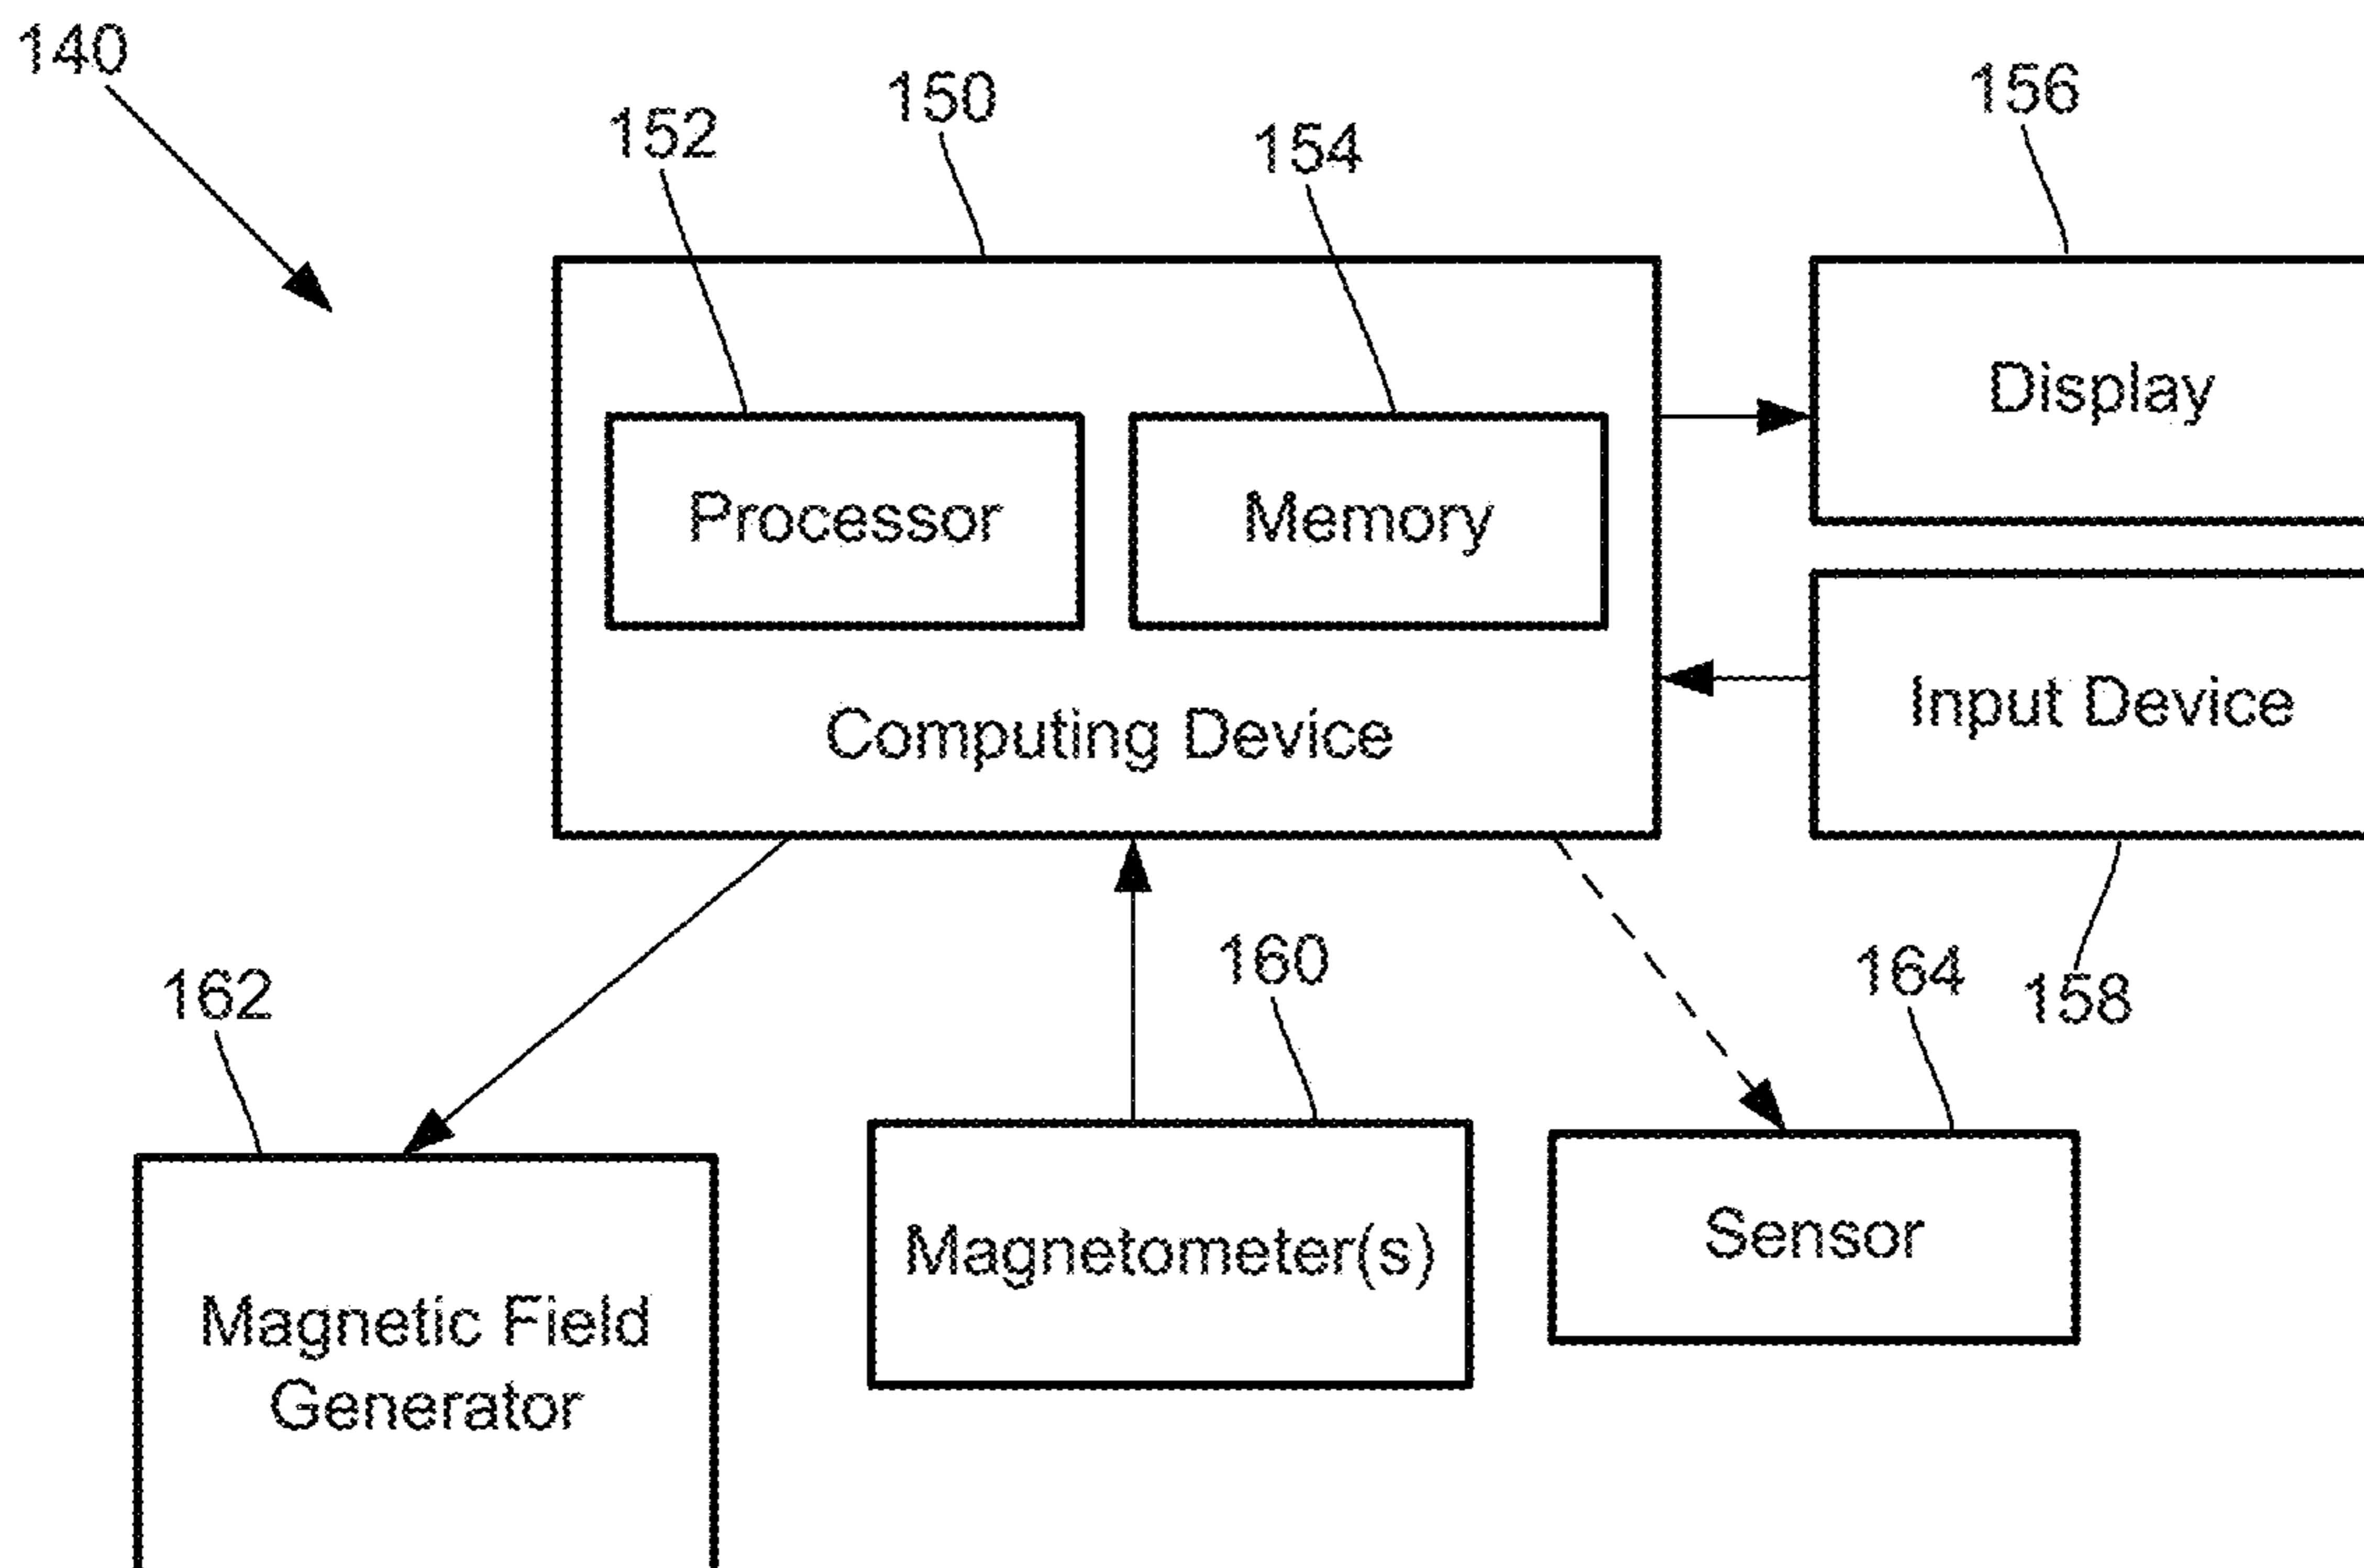 140
150
156
152
154
Display
Processor
Memory
Input Device
Computing Device
160
164
162
158
Magnetometer(s)
Sensor
Magnetic Field
Generator